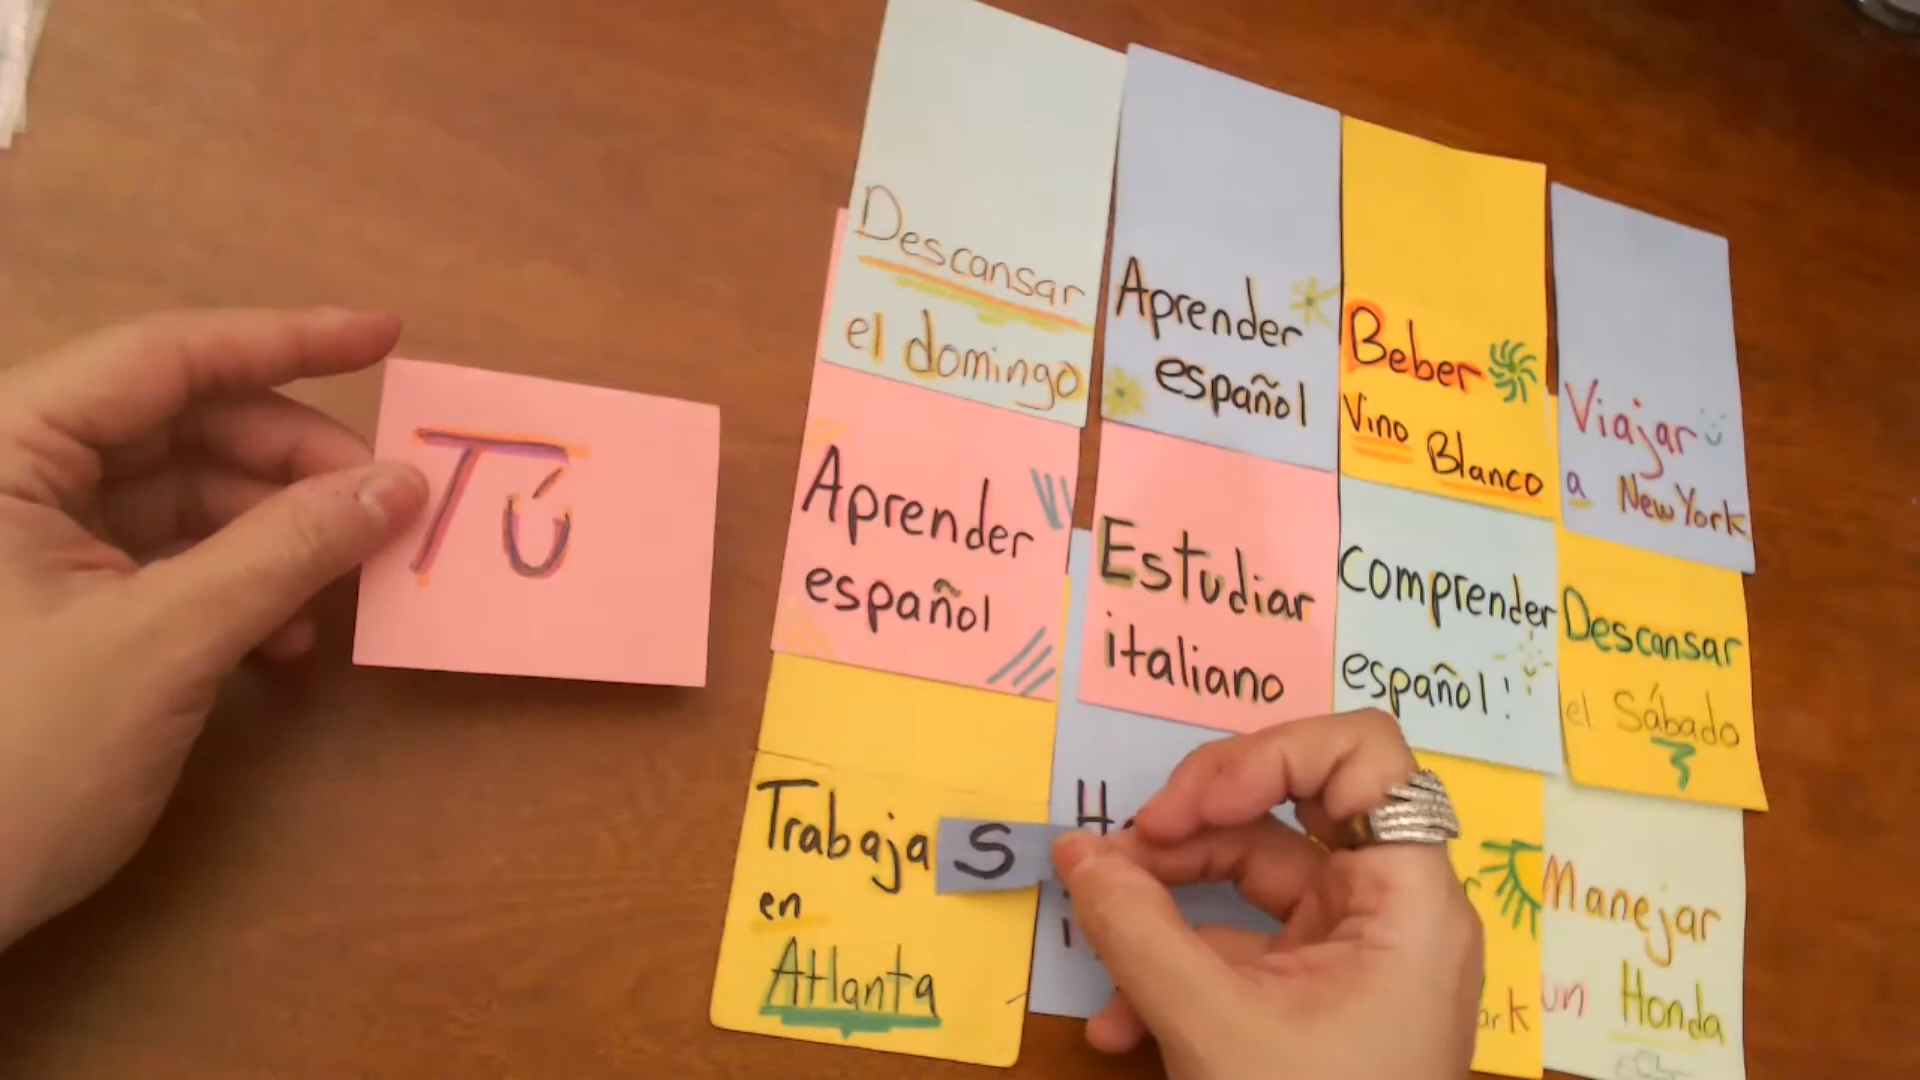 Tú
Descansar
el domingo
Aprender
español
Beber
Vino Blanco
Viajar
a New York
Aprender
español
Estudiar
italiano
Comprender
español!
Descansar
el Sábado
Trabaja s
en
Atlanta
Manejar
un Honda